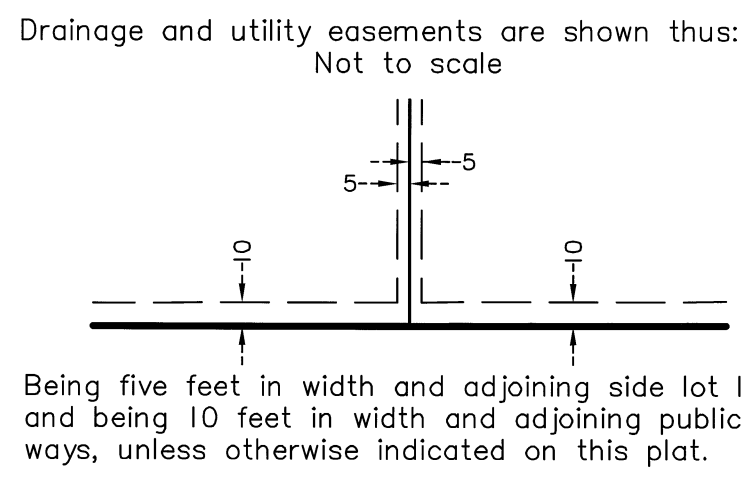 Drainage and utility easements are shown thus:
Not to scale
5
5
10
10
Being five feet in width and adjoining side lot
and being 10 feet in width and adjoining public
ways, unless otherwise indicated on this plat.